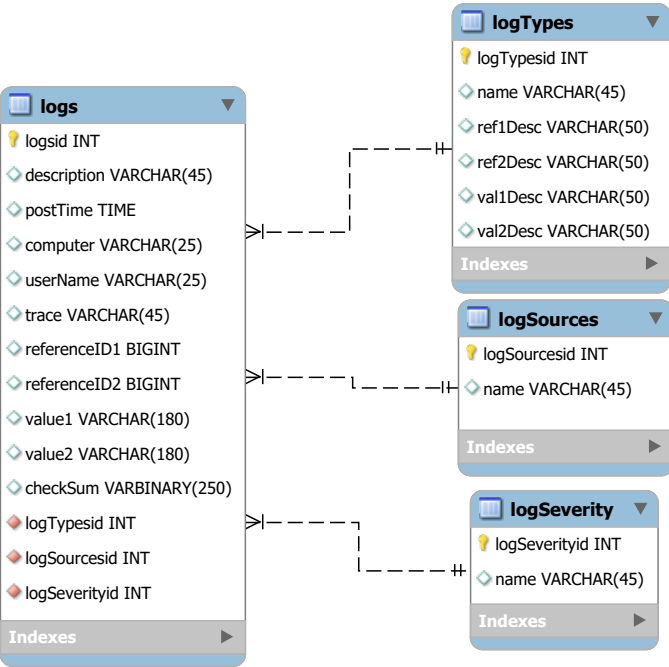 logs
logsid INT
description VARCHAR(45)
postTime TIME
computer VARCHAR(25)
userName VARCHAR(25)
trace VARCHAR(45)
referenceID1 BIGINT
referenceID2 BIGINT
value1 VARCHAR(180)
value2 VARCHAR(180)
checkSum VARBINARY(250)
logTypesid INT
logSourcesid INT
logSeverityid INT
Indexes
logTypes
logTypesid INT
name VARCHAR(45)
ref1Desc VARCHAR(50)
ref2Desc VARCHAR(50)
val1Desc VARCHAR(50)
val2Desc VARCHAR(50)
Indexes
logSources
logSourcesid INT
name VARCHAR(45)
Indexes
logSeverity
logSeverityid INT
name VARCHAR(45)
Indexes